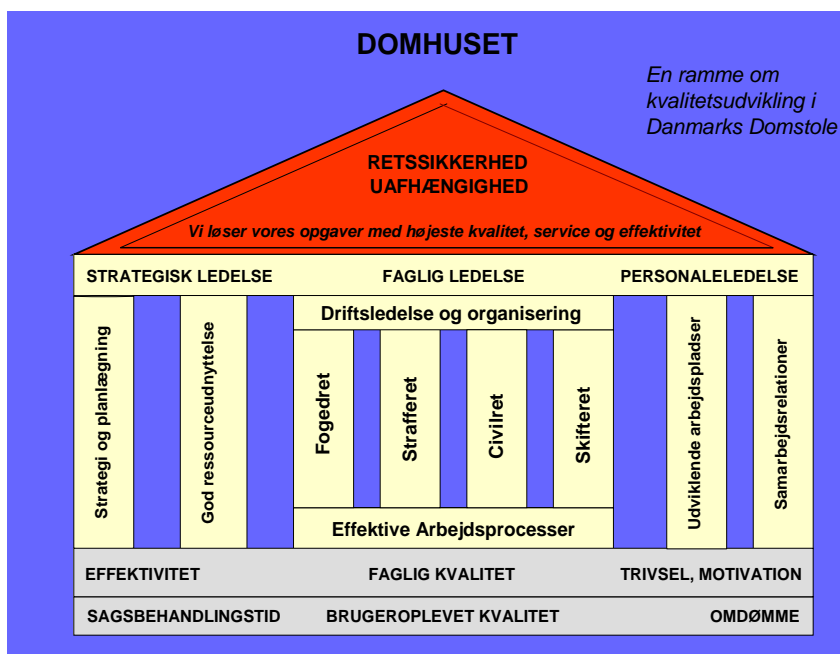 DOMHUSET
En ramme om
kvalitetsudvikling i
Danmarks Domstole
RETSSIKKERHED
UAFHÆNGIGHED
Vi løser vores opgaver med højeste kvalitet, service og effektivitet
STRATEGISK LEDELSE
FAGLIG LEDELSE
PERSONALELEDELSE
Driftsledelse og organisering
Strategi og planlægning
God ressourceudnyttelse
Fogedret
Strafferet
Civilret
Skifteret
Udviklende arbejdspladser
Samarbejdsrelationer
Effektive Arbejdsprocesser
EFFEKTIVITET
FAGLIG KVALITET
TRIVSEL, MOTIVATION
SAGSBEHANDLINGSTID
BRUGEROPLEVET KVALITET
OMDØMME